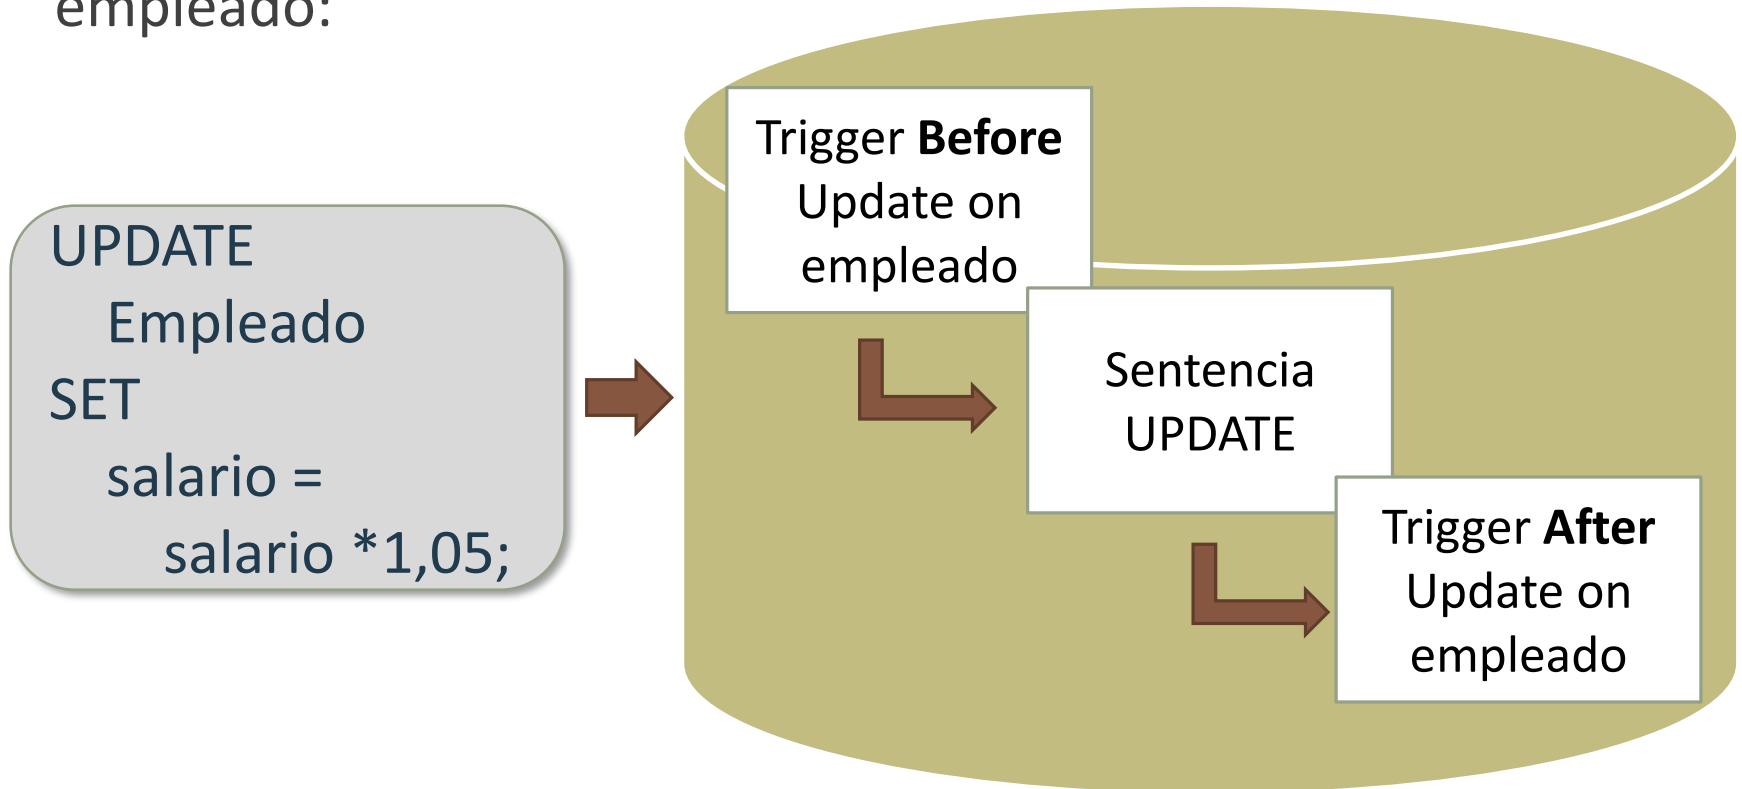 empleado:
UPDATE
Empleado
SET
salario =
salario *1,05;
Trigger Before
Update on
empleado
Sentencia
UPDATE
Trigger After
Update on
empleado